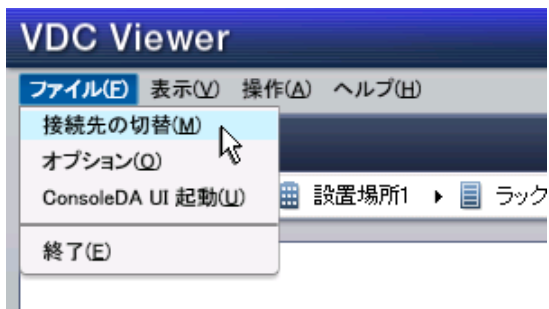 VDC Viewer
ファイル(F) 表示(V) 操作(A) ヘルプ(H)
接続先の切替(M)
オプション(O)
ConsoleDA UI 起動(U)
設置場所1 ラック
終了(E)